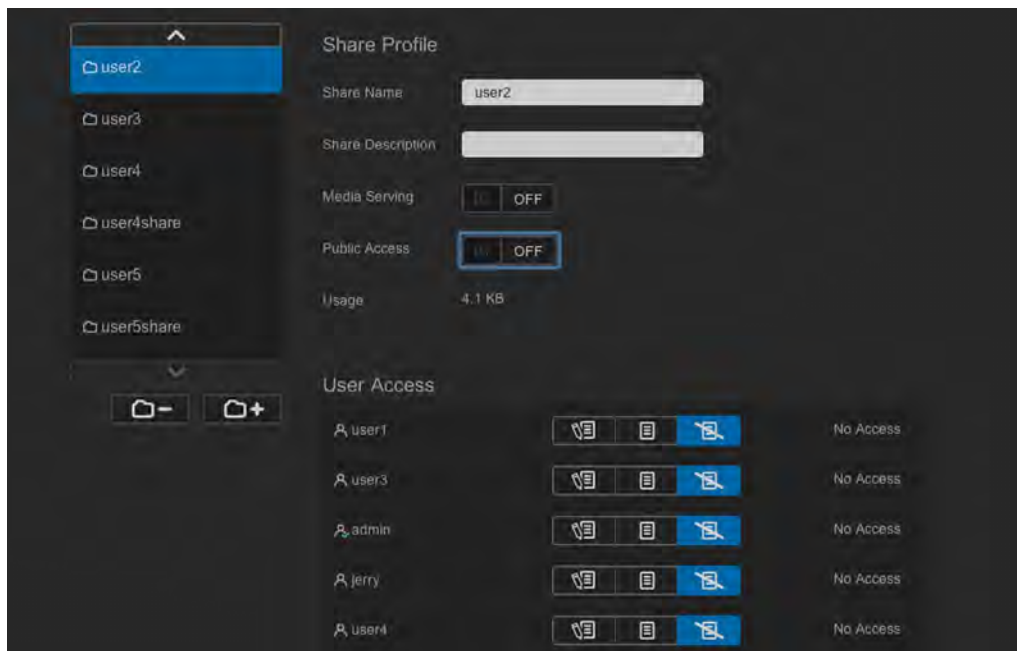 user2
user3
user4
user4share
user5
user5share
Share Profile
Share Name user2
Share Description
Media Serving OFF
Public Access OFF
Usage 4.1 KB
User Access
user1 No Access
user3 No Access
admin No Access
jerry No Access
user4 No Access